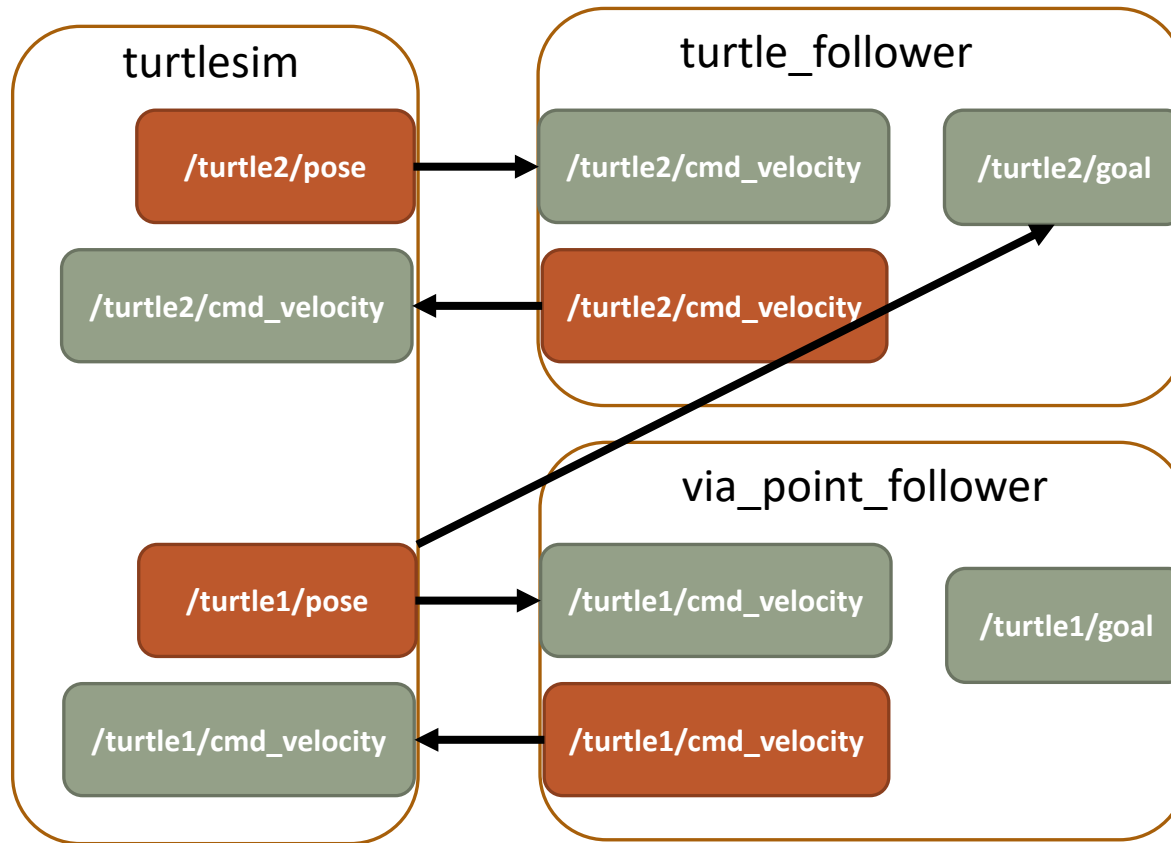 turtlesim
/turtle2/pose
/turtle2/cmd_velocity
/turtle1/pose
/turtle1/cmd_velocity
turtle_follower
/turtle2/cmd_velocity
/turtle2/goal
/turtle2/cmd_velocity
via_point_follower
/turtle1/cmd_velocity
/turtle1/goal
/turtle1/cmd_velocity